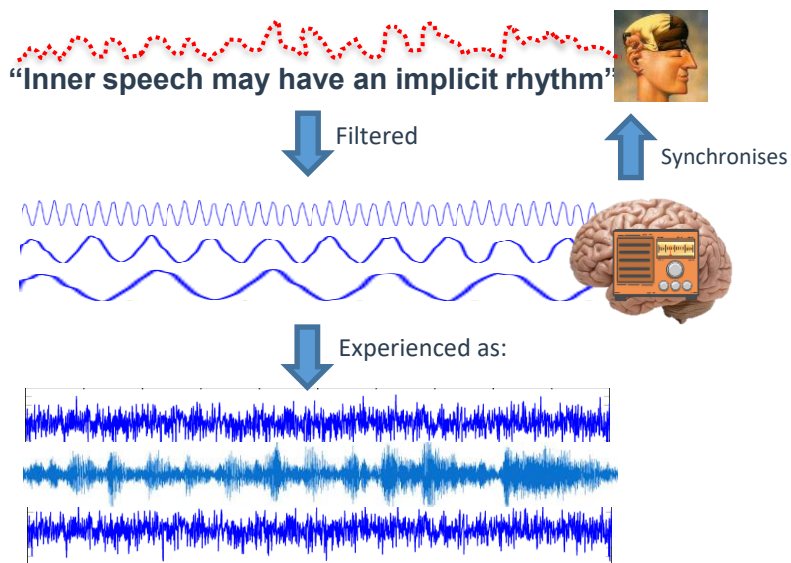 “Inner speech may have an implicit rhythm”
Filtered
Synchronises
Experienced as: